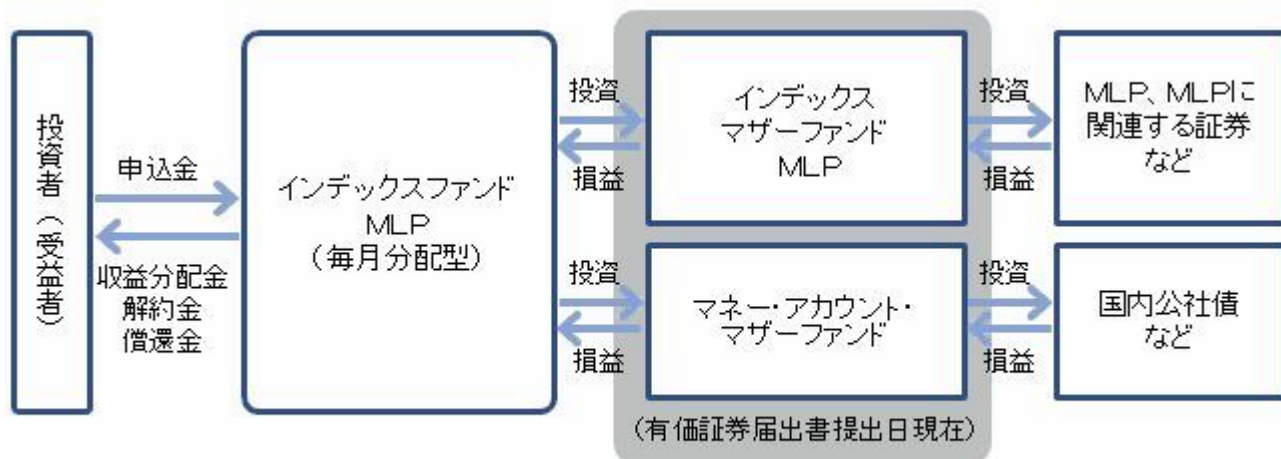 投資者（受益者）
申込金
収益分配金
解約金
償還金
インデックスファンド
MLP
（毎月分配型）
投資
損益
投資
損益
インデックス
マザーファンド
MLP
マネー・アカウント・
マザーファンド
（有価証券届出書提出日現在）
投資
損益
投資
損益
MLP、MLPに
関連する証券
など
国内公社債
など